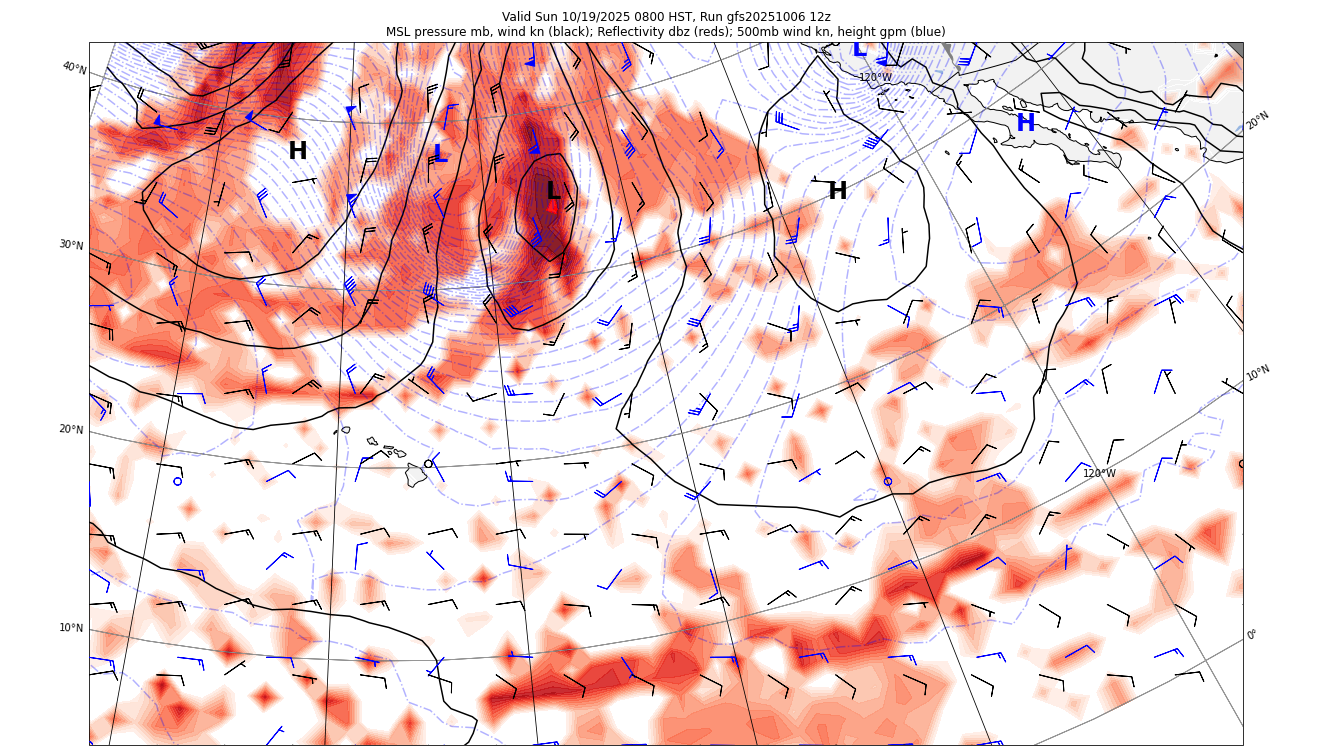 Valid Sun 10/19/2025 0800 HST, Run gfs20251006 12z
MSL pressure mb, wind kn (black); Reflectivity dbz (reds); 500mb wind kn, height gpm (blue)
L
120°W
40°N
20°N
H
H
L
L
H
30°N
10°N
20°N
120°W
10°N
0°